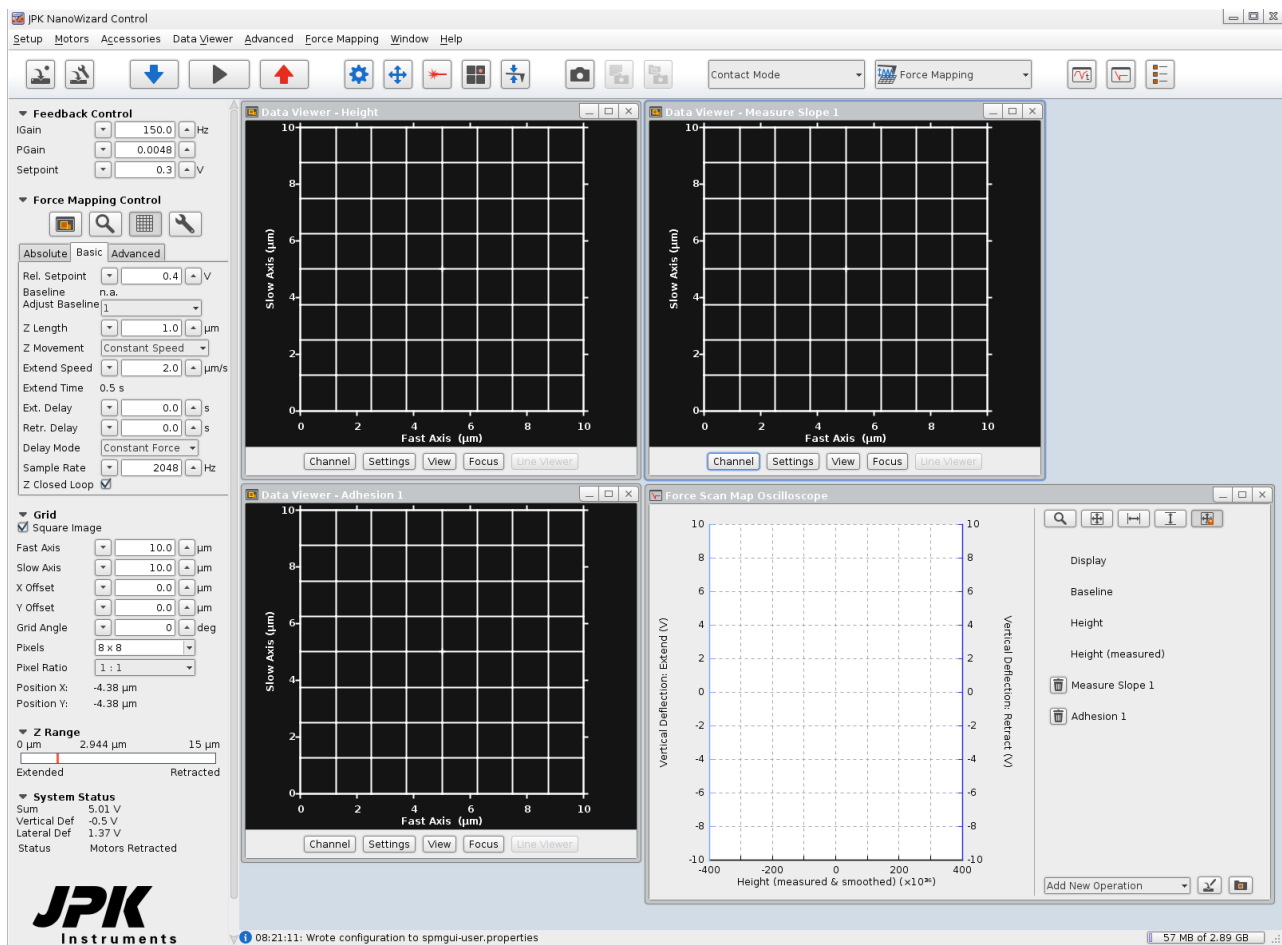 JPK NanoWizard Control
Setup Motors Accessories Data Viewer Advanced Force Mapping Window Help
Contact Mode
Force Mapping
Feedback Control
IGain 150.0 Hz
PGain 0.0048
Setpoint 0.3 V
Force Mapping Control
Absolute Basic Advanced
Rel. Setpoint 0.4 V
Baseline n.a.
Adjust Baseline 1
Z Length 1.0 µm
Z Movement Constant Speed
Extend Speed 2.0 µm/s
Extend Time 0.5 s
Ext. Delay 0.0 s
Retr. Delay 0.0 s
Delay Mode Constant Force
Sample Rate 2048 Hz
Z Closed Loop
Grid
Square Image
Fast Axis 10.0 µm
Slow Axis 10.0 µm
X Offset 0.0 µm
Y Offset 0.0 µm
Grid Angle 0 deg
Pixels 8 x 8
Pixel Ratio 1 : 1
Position X: -4.38 µm
Position Y: -4.38 µm
Z Range
0 µm 2.944 µm 15 µm
Extended Retracted
System Status
Sum 5.01 V
Vertical Def -0.5 V
Lateral Def 1.37 V
Status Motors Retracted
JPK
Instruments
Data Viewer - Height
10
8
6
4
2
0
Slow Axis (µm)
0 2 4 6 8 10
Fast Axis (µm)
Channel Settings View Focus Line Viewer
Data Viewer - Measure Slope 1
10
8
6
4
2
0
Slow Axis (µm)
0 2 4 6 8 10
Fast Axis (µm)
Channel Settings View Focus Line Viewer
Data Viewer - Adhesion 1
10
8
6
4
2
0
Slow Axis (µm)
0 2 4 6 8 10
Fast Axis (µm)
Channel Settings View Focus Line Viewer
Force Scan Map Oscilloscope
10 10
8 8
6 6
4 4
2 2
0 0
-2 -2
-4 -4
-6 -6
-8 -8
-10 -10
Vertical Deflection: Extend (V)
Vertical Deflection: Retract (V)
-400 -200 0 200 400
Height (measured & smoothed) (×10³⁶)
Display
Baseline
Height
Height (measured)
Measure Slope 1
Adhesion 1
Add New Operation
08:21:11: Wrote configuration to spmgui-user.properties
57 MB of 2.89 GB